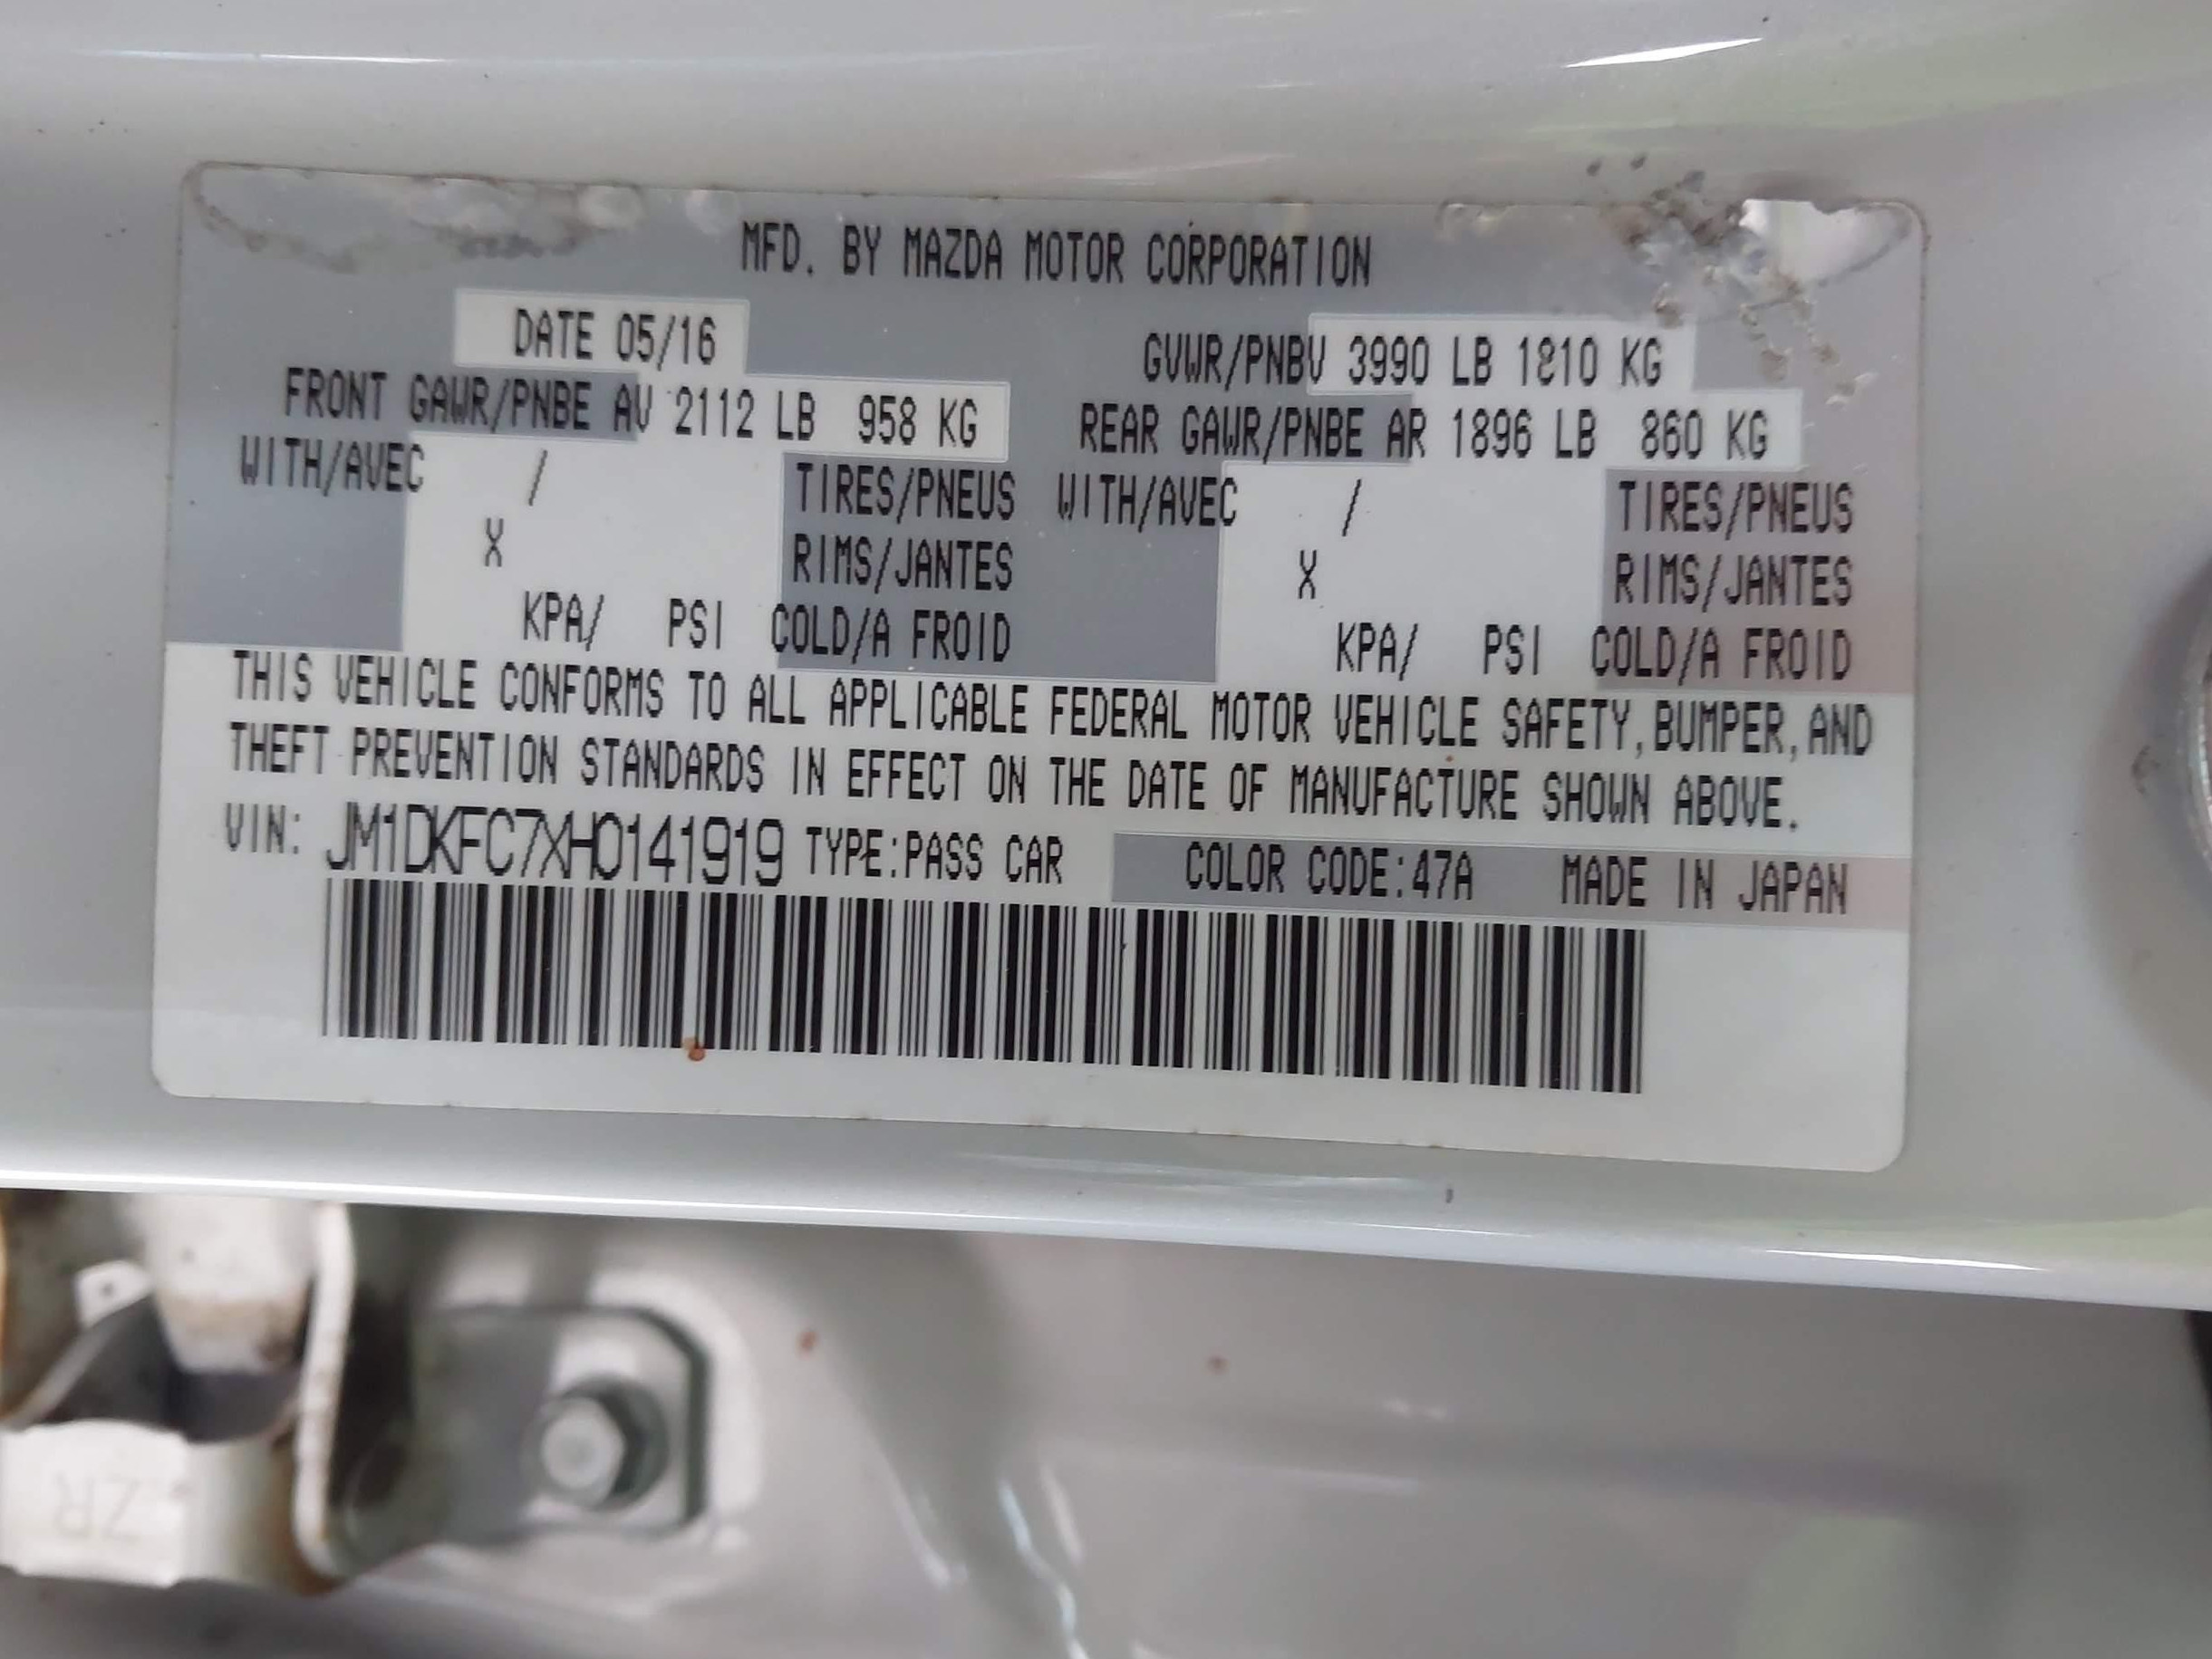 MFD. BY MAZDA MOTOR CORPORATION
DATE 05/16 GVWR/PNBV 3990 LB 1810 KG
FRONT GAWR/PNBE AV 2112 LB 958 KG REAR GAWR/PNBE AR 1896 LB 860 KG
WITH/AVEC / TIRES/PNEUS WITH/AVEC / TIRES/PNEUS
X RIMS/JANTES X RIMS/JANTES
KPA/ PSI COLD/A FROID KPA/ PSI COLD/A FROID
THIS VEHICLE CONFORMS TO ALL APPLICABLE FEDERAL MOTOR VEHICLE SAFETY, BUMPER, AND
THEFT PREVENTION STANDARDS IN EFFECT ON THE DATE OF MANUFACTURE SHOWN ABOVE.
VIN: JM1DKFC7XH0141919 TYPE:PASS CAR COLOR CODE:47A MADE IN JAPAN
ZR